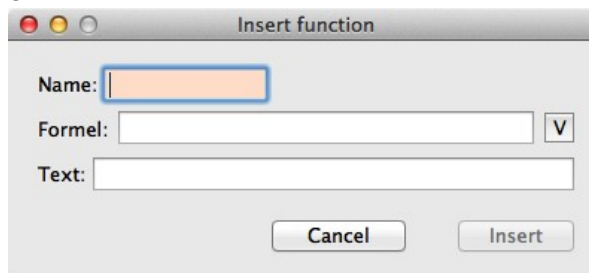 Insert function
Name:
Formel:
V
Text:
Cancel Insert